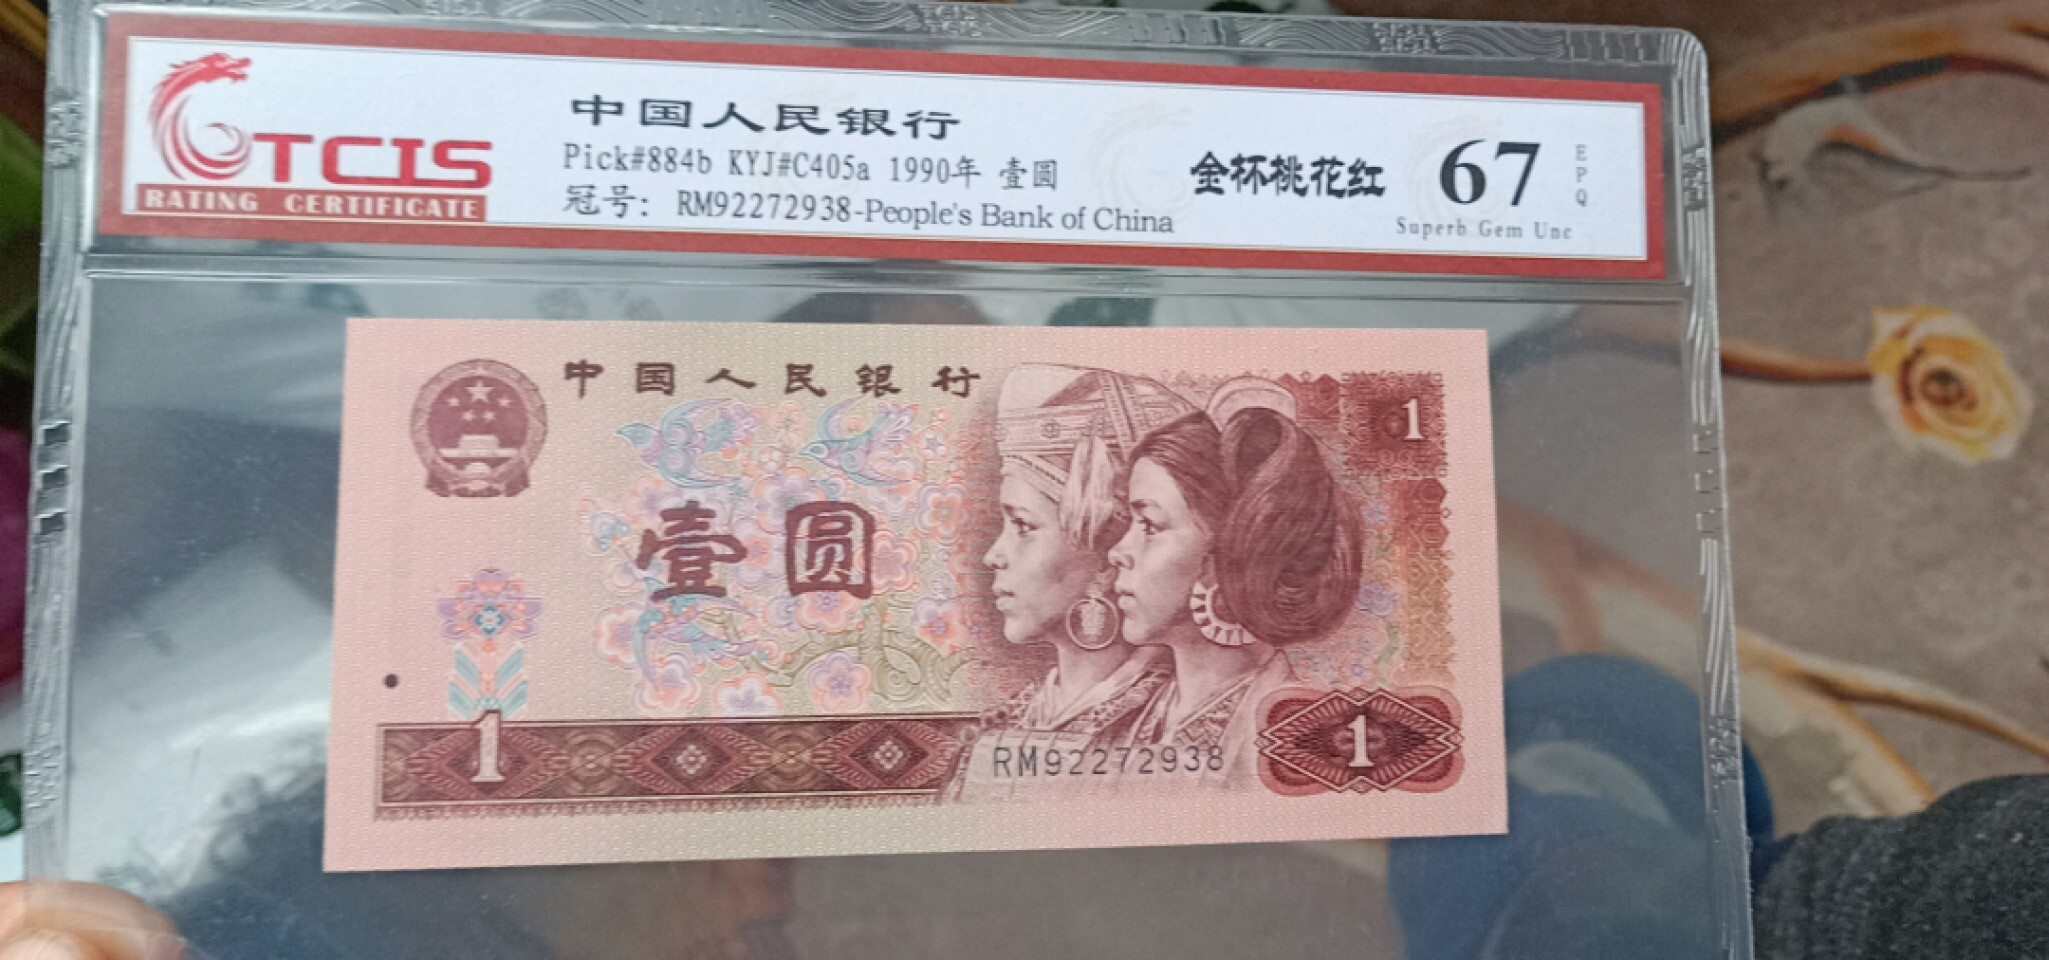 中国人民银行
TCIS
RATING CERTIFICATE
Pick#884b KYJ#C405a 1990年 壹圆
冠号: RM92272938-People's Bank of China
金杯桃花红
67
EPQ
Superb Gem Unc
中国人民银行
1
壹圆
1
RM92272938
1